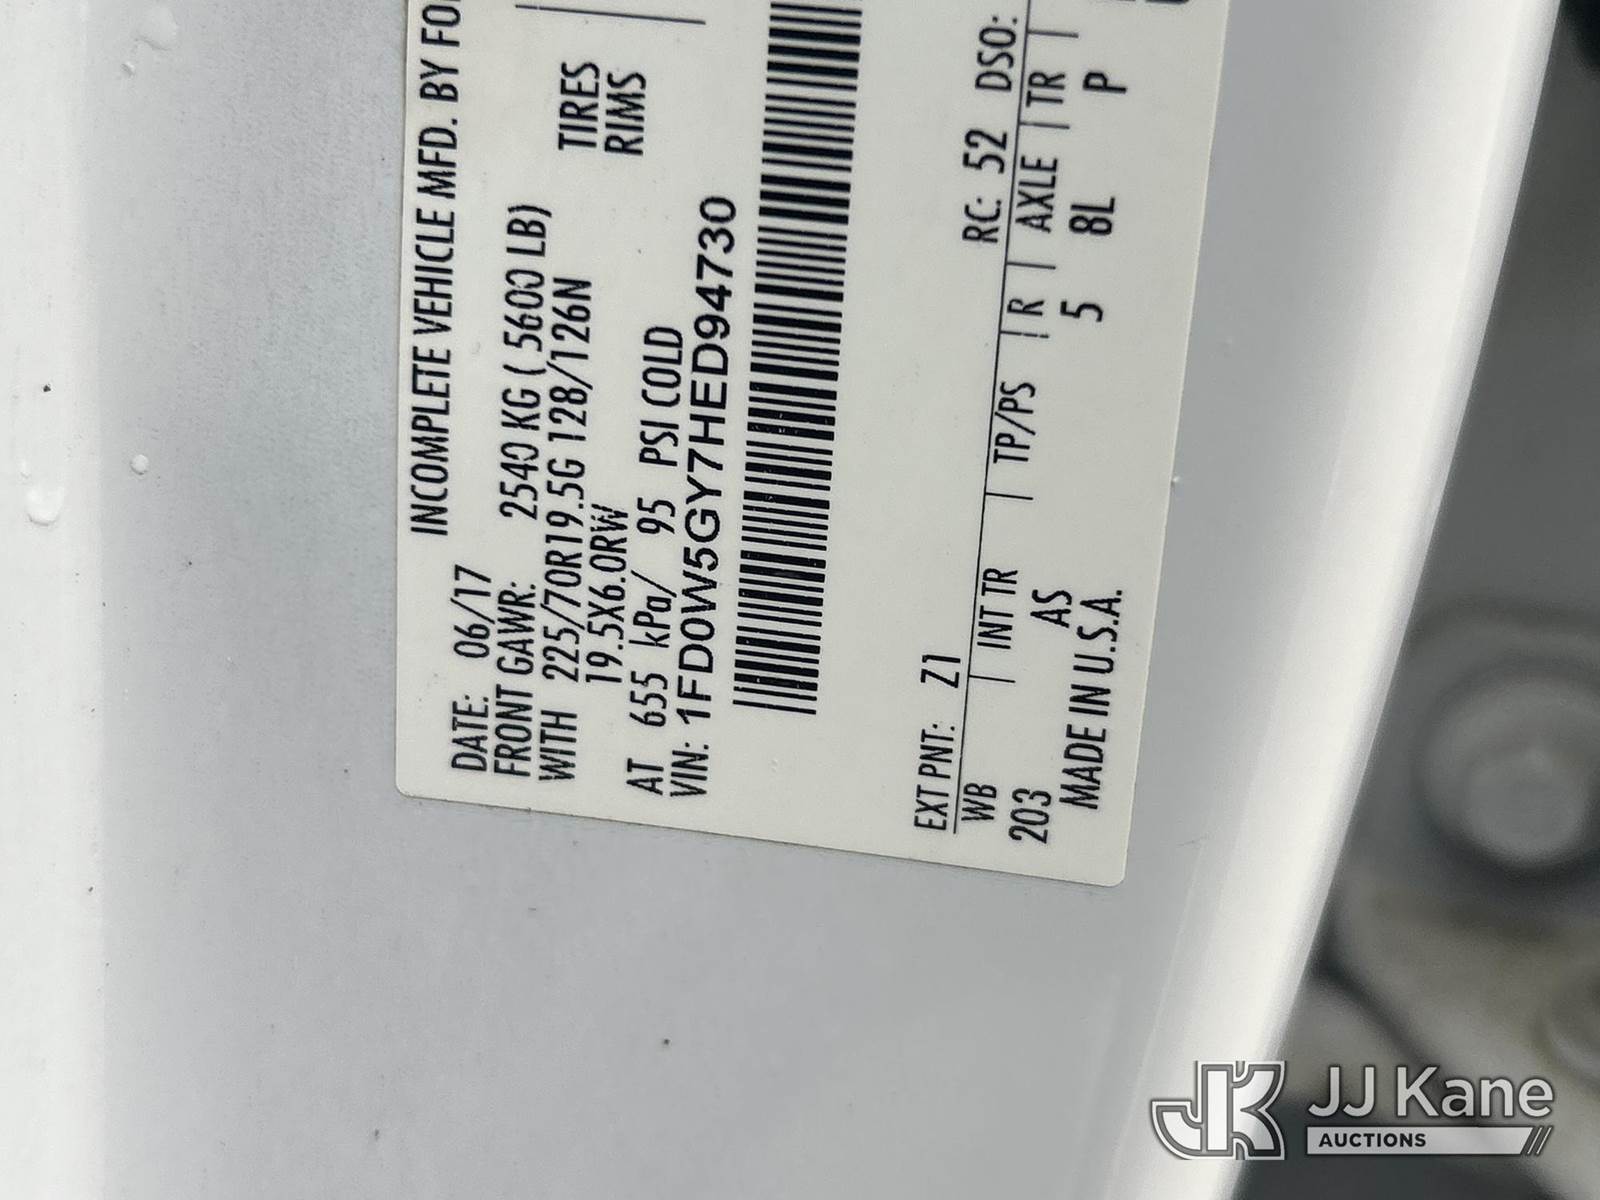 INCOMPLETE VEHICLE MFD. BY FO
DATE: 06/17
FRONT GAWR: 2540 KG ( 5600 LB)
WITH 225/70R19.5G 128/126N TIRES
19.5X6.0RW RIMS
AT 655 kPa/ 95 PSI COLD
VIN: 1FD0W5GY7HED94730
EXT PNT: Z1 RC: 52 DSO:
WB | INT TR | TP/PS | R | AXLE | TR |
203 AS 5 8L P
MADE IN U.S.A.
JJ Kane
AUCTIONS